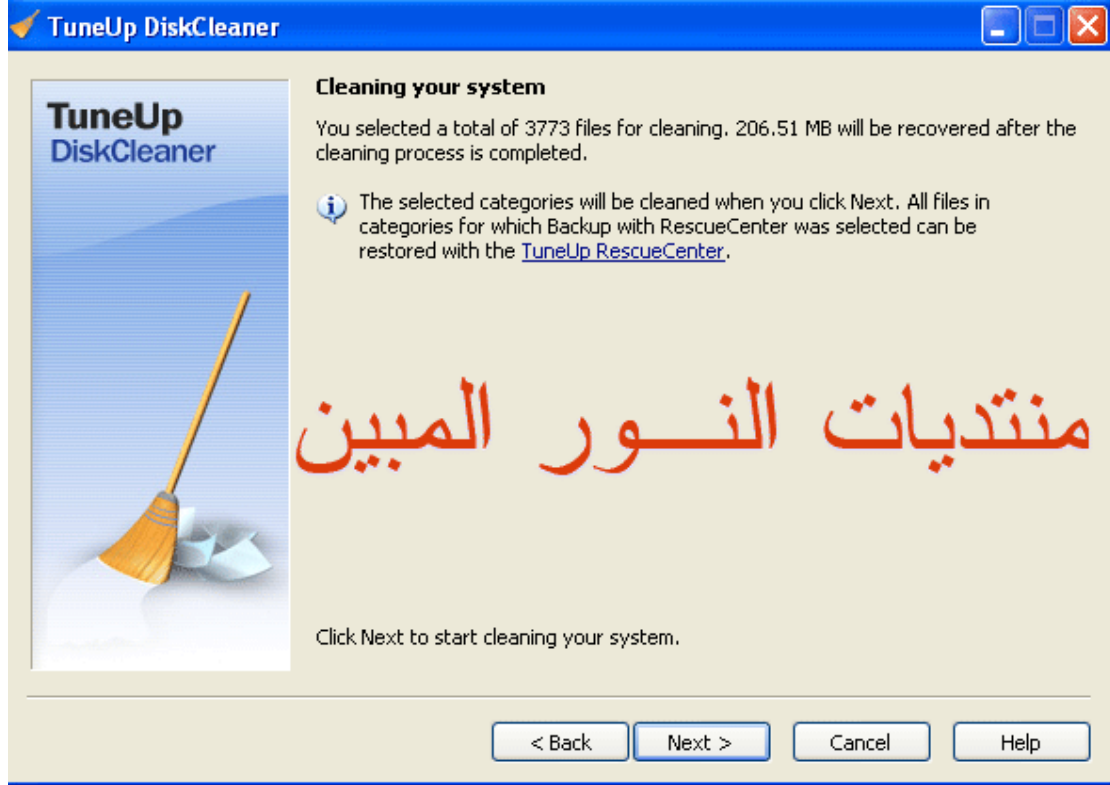 TuneUp DiskCleaner
TuneUp
DiskCleaner
Cleaning your system
You selected a total of 3773 files for cleaning. 206.51 MB will be recovered after the
cleaning process is completed.
The selected categories will be cleaned when you click Next. All files in
categories for which Backup with RescueCenter was selected can be
restored with the TuneUp RescueCenter.
منتديات النـــور المبين
Click Next to start cleaning your system.
< Back Next > Cancel Help